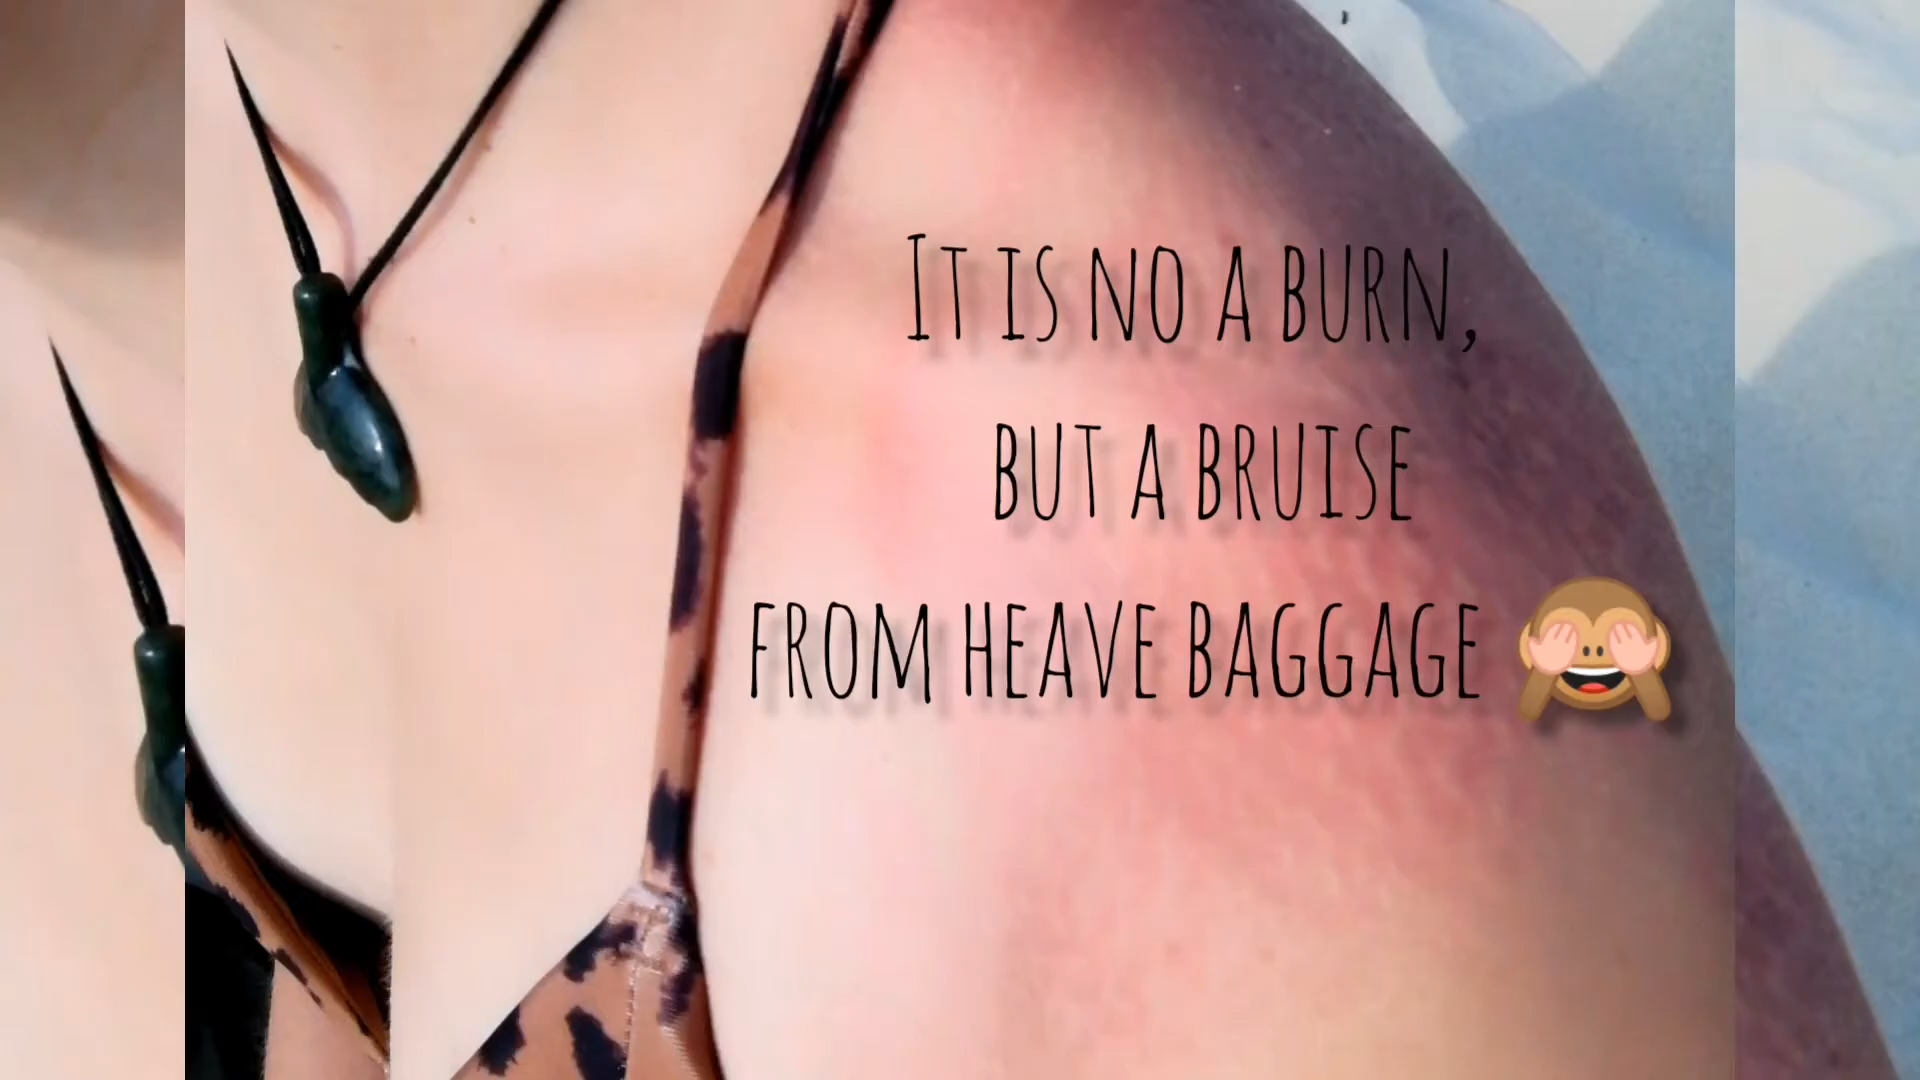 It is no a burn,
but a bruise
from heave baggage 🙈